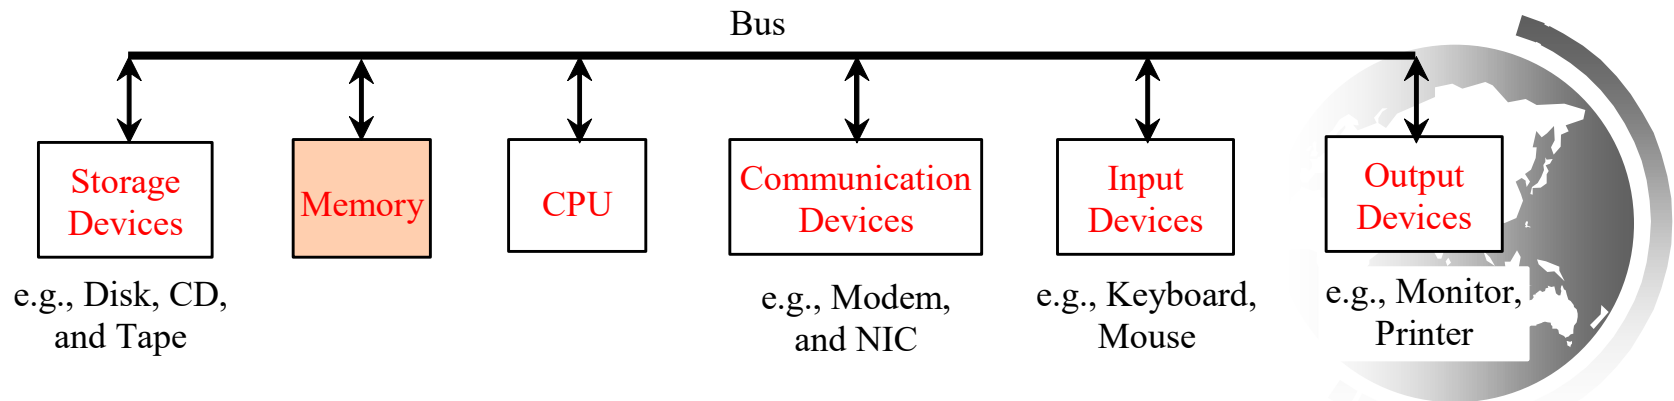 Bus
Storage
Devices
Memory
CPU
Communication
Devices
Input
Devices
Output
Devices
e.g., Disk, CD,
and Tape
e.g., Modem,
and NIC
e.g., Keyboard,
Mouse
e.g., Monitor,
Printer